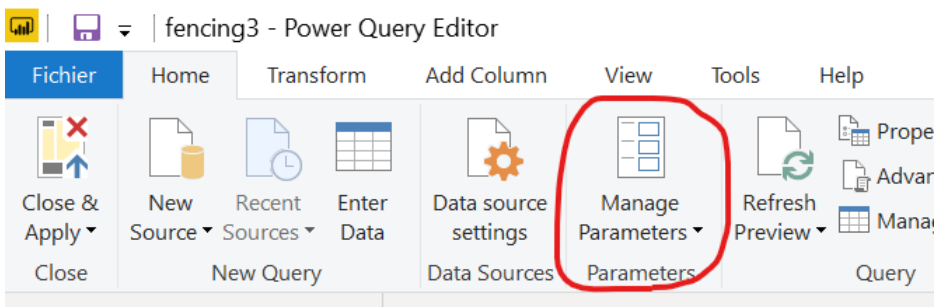 fencing3 - Power Query Editor
Fichier Home Transform Add Column View Tools Help
Close & Apply
New Source
Recent Sources
Enter Data
Data source settings
Manage Parameters
Refresh Preview
Close New Query Data Sources Parameters Query